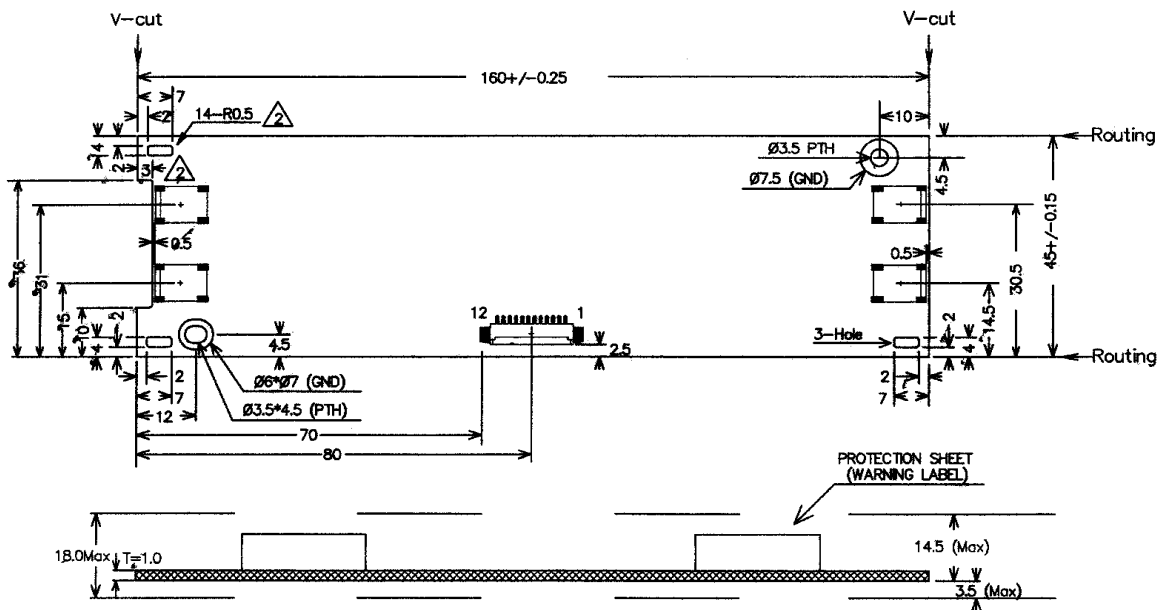 V-cut
V-cut
160+/-0.25
7
2
14-R0.5
2
10
Routing
4
2
3
2
Ø3.5 PTH
Ø7.5 (GND)
4.5
36
31
15
10
0.5
0.5
30.5
45+/-0.15
14.5
12
1
2
4
4.5
2.5
3-Hole
2
4
Routing
2
7
12
Ø6*Ø7 (GND)
Ø3.5*4.5 (PTH)
2
7
70
80
PROTECTION SHEET
(WARNING LABEL)
18.0Max
T=1.0
14.5 (Max)
3.5 (Max)